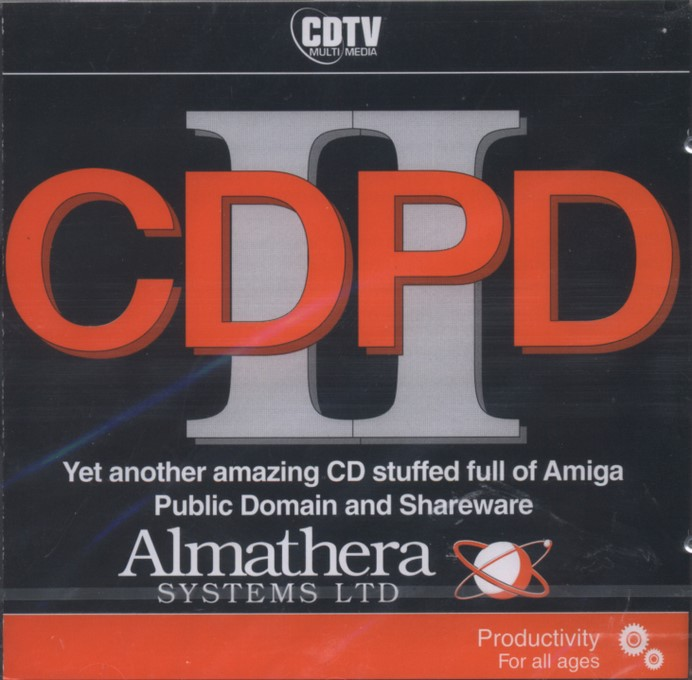 CDTV
MULTI MEDIA
II
CDPD
Yet another amazing CD stuffed full of Amiga
Public Domain and Shareware
Almathera
SYSTEMS LTD
Productivity
For all ages